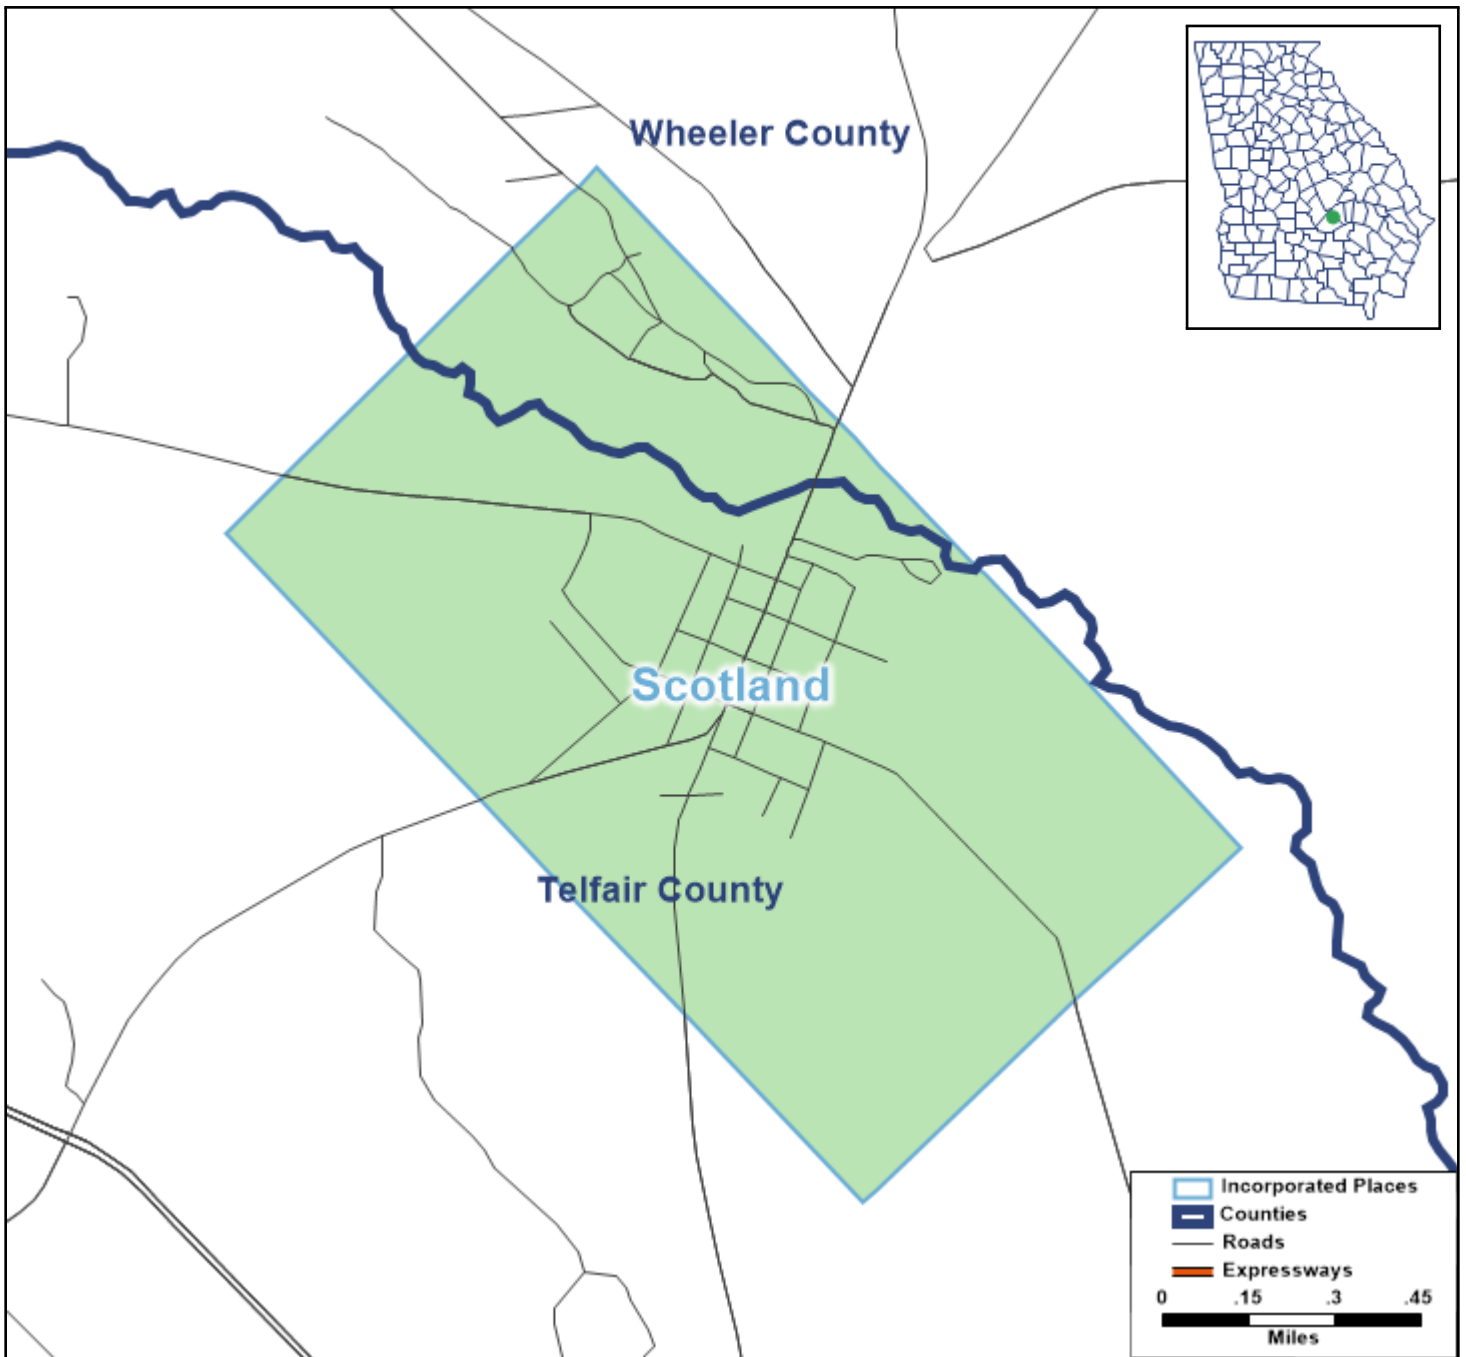 Wheeler County
Scotland
Telfair County
Incorporated Places
Counties
Roads
Expressways
0 .15 .3 .45
Miles